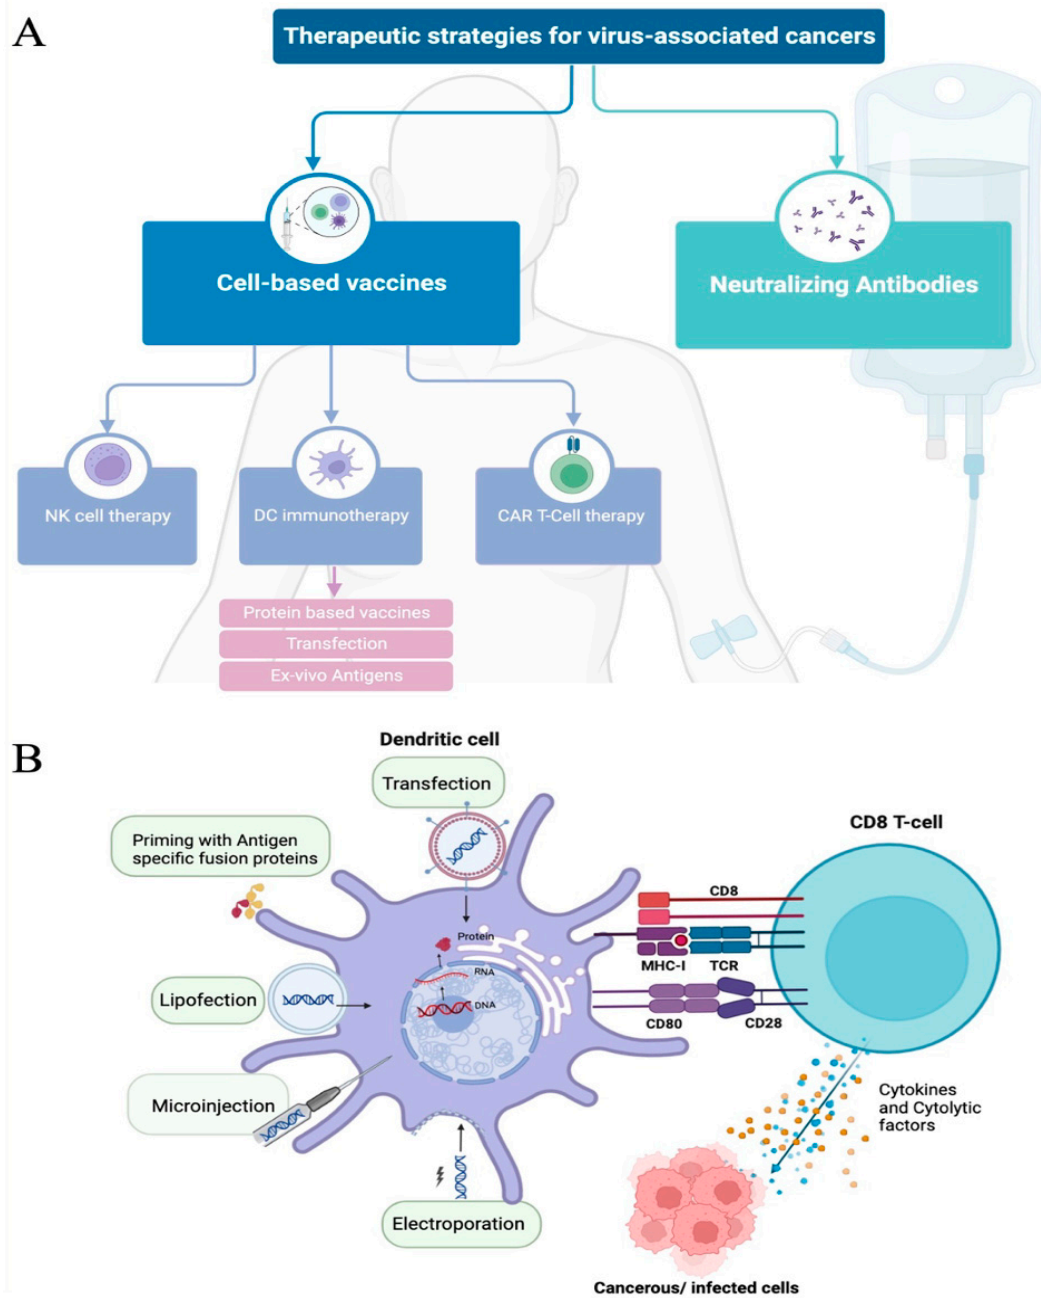 A
Therapeutic strategies for virus-associated cancers
Cell-based vaccines
Neutralizing Antibodies
NK cell therapy
DC immunotherapy
CAR T-Cell therapy
Protein based vaccines
Transfection
Ex-vivo Antigens
B
Dendritic cell
Transfection
Priming with Antigen
specific fusion proteins
CD8 T-cell
CD8
Protein
MHC-I
TCR
RNA
Lipofection
DNA
CD80
CD28
Microinjection
Cytokines
and Cytolytic
factors
Electroporation
Cancerous/ infected cells